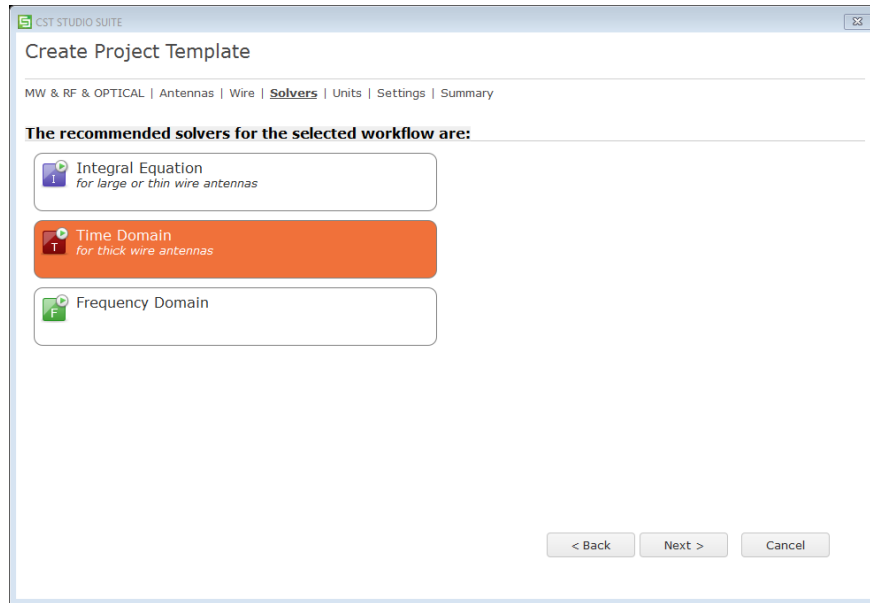 CST STUDIO SUITE
Create Project Template
MW & RF & OPTICAL | Antennas | Wire | Solvers | Units | Settings | Summary
The recommended solvers for the selected workflow are:
I
Integral Equation
for large or thin wire antennas
T
Time Domain
for thick wire antennas
F
Frequency Domain
< Back Next > Cancel